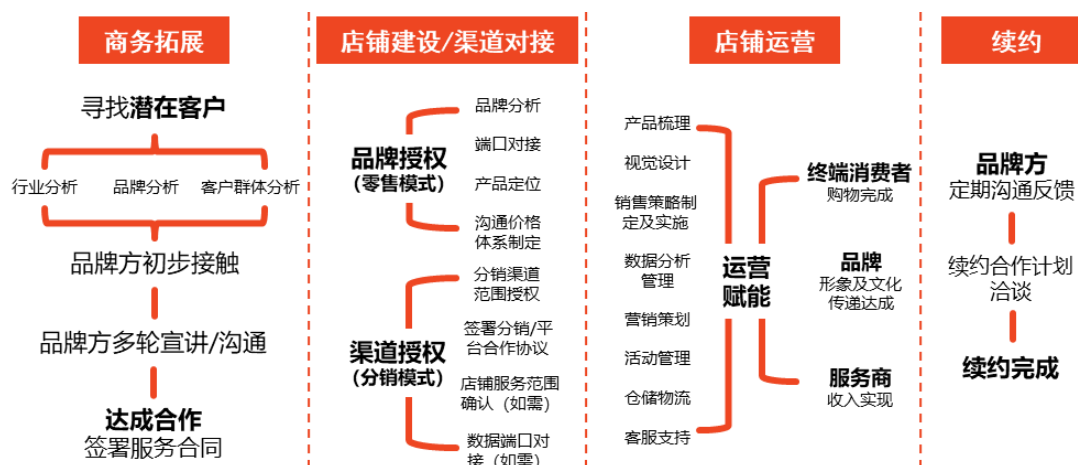 商务拓展
寻找潜在客户
行业分析
品牌分析
客户群体分析
品牌方初步接触
品牌方多轮宣讲/沟通
达成合作
签署服务合同
店铺建设/渠道对接
品牌授权
(零售模式)
品牌分析
端口对接
产品定位
沟通价格
体系制定
渠道授权
(分销模式)
分销渠道
范围授权
签署分销/平
台合作协议
店铺服务范围
确认（如需）
数据端口对
接（如需）
店铺运营
产品梳理
视觉设计
销售策略制
定及实施
数据分析
管理
营销策划
活动管理
仓储物流
客服支持
运营
赋能
终端消费者
购物完成
品牌
形象及文化
传递达成
服务商
收入实现
续约
品牌方
定期沟通反馈
续约合作计划
洽谈
续约完成